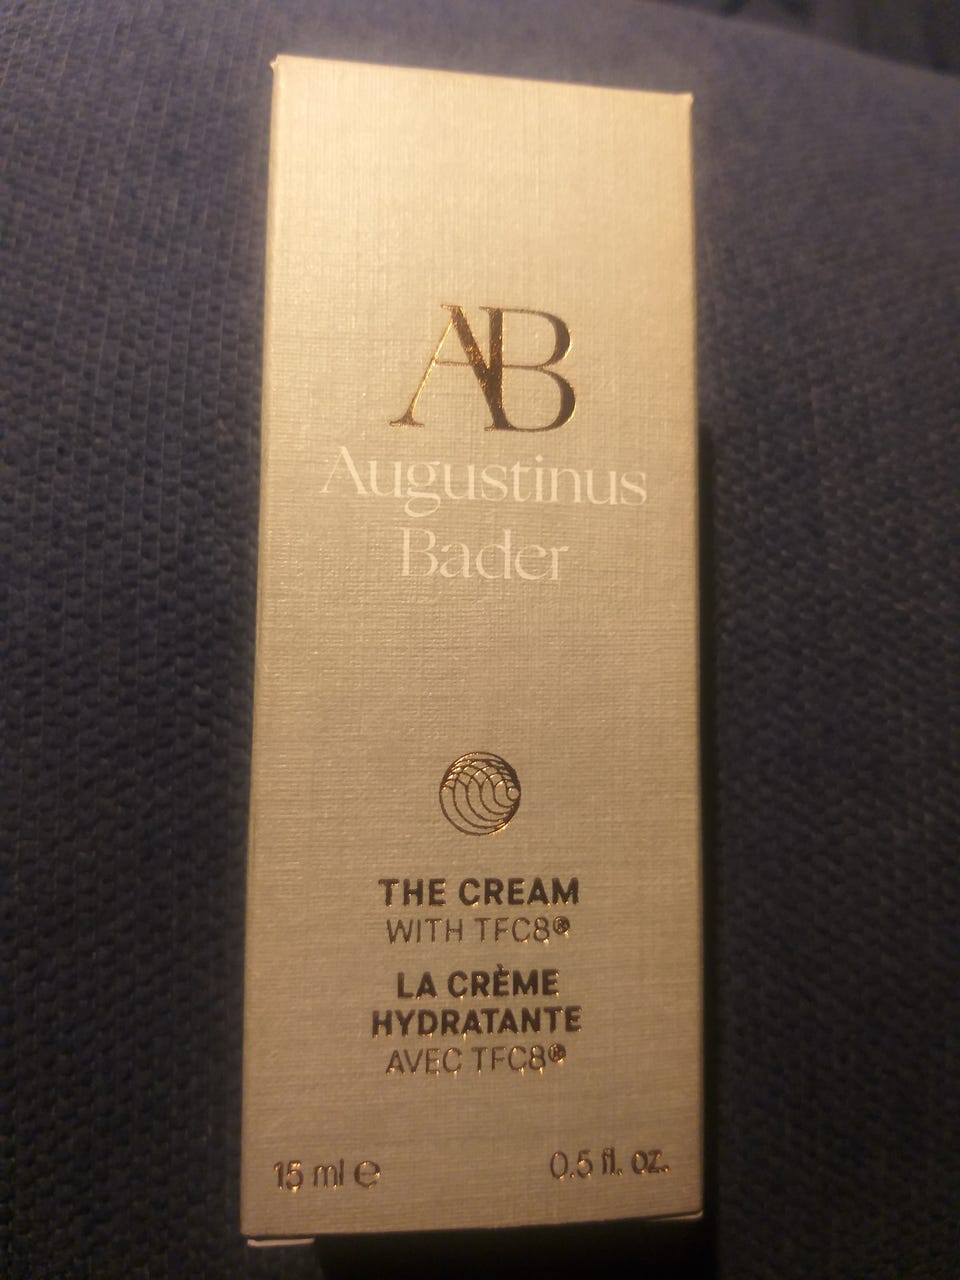 AB
Augustinus
Bader
THE CREAM
WITH TFC8®
LA CRÈME
HYDRATANTE
AVEC TFC8®
15 ml ℮
0.5 fl. oz.